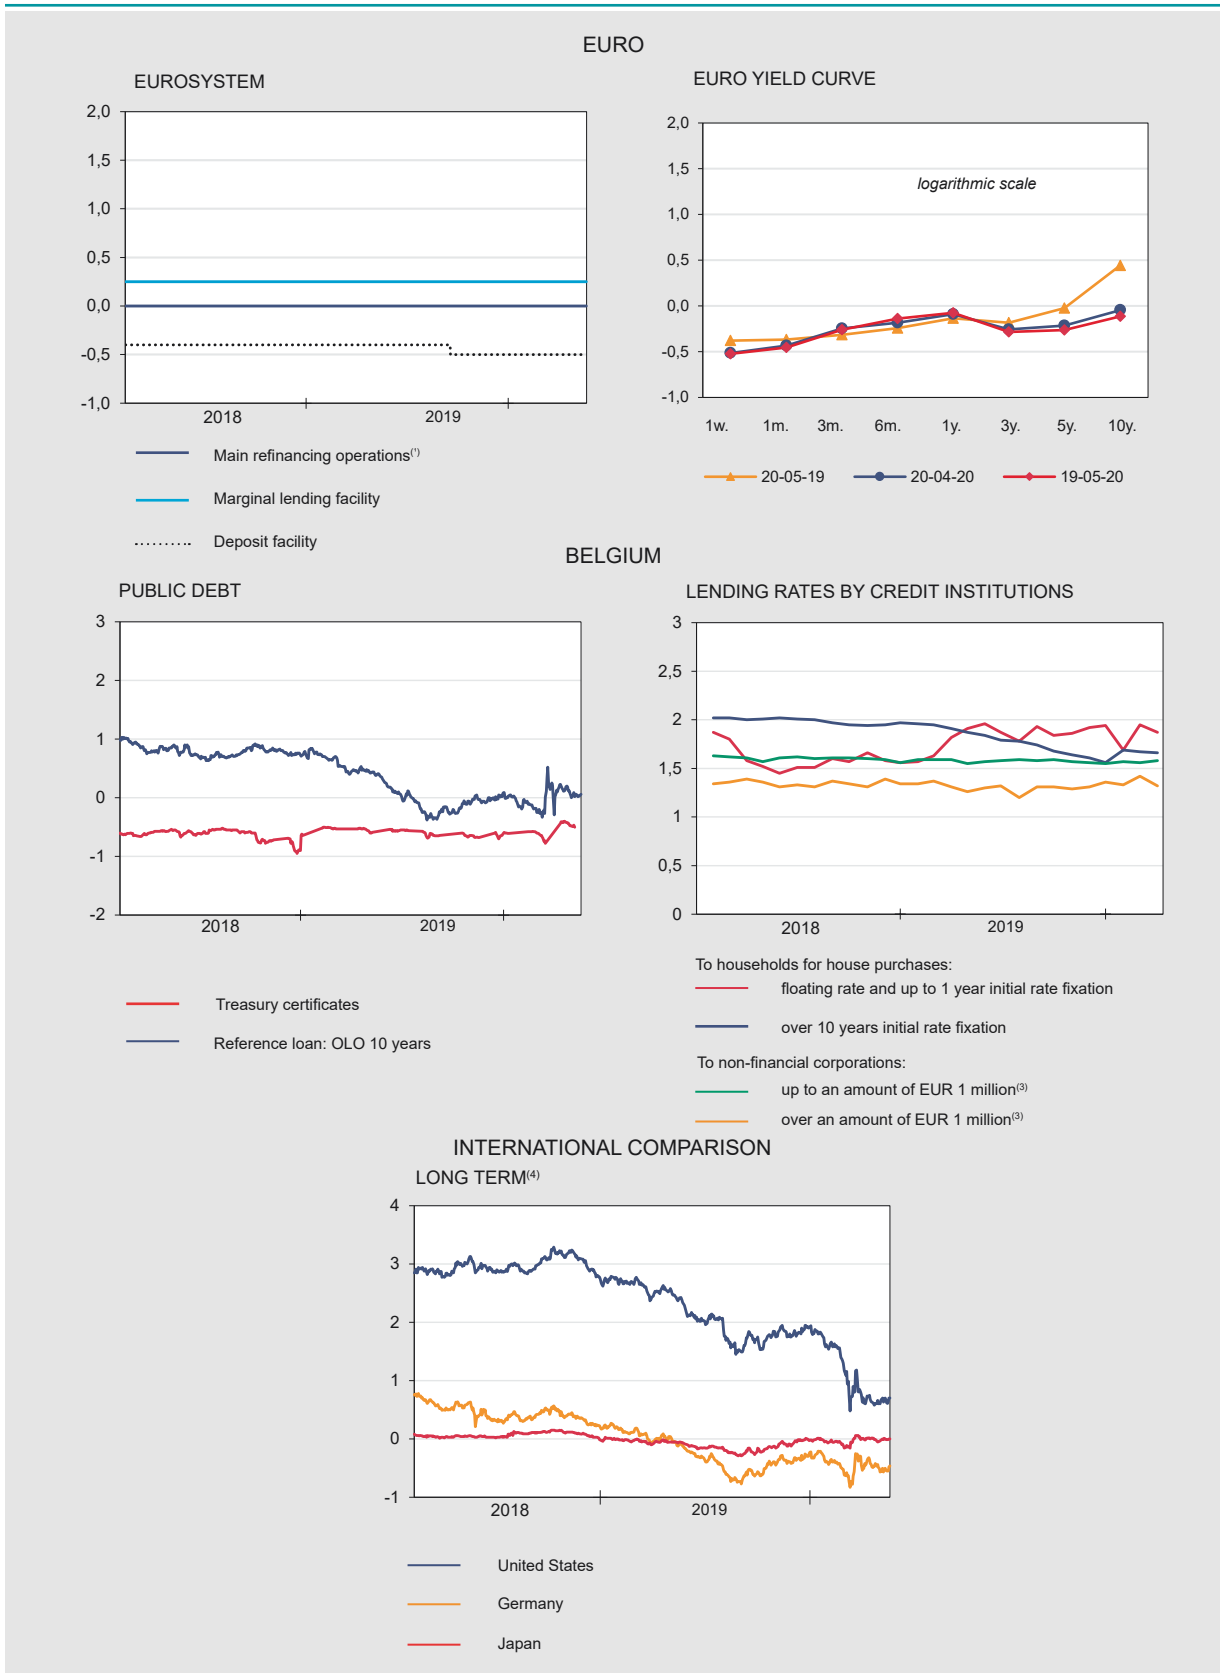 EURO
EUROSYSTEM
2,0
1,5
1,0
0,5
0,0
-0,5
-1,0
2018
2019
Main refinancing operations(1)
Marginal lending facility
Deposit facility
EURO YIELD CURVE
2,0
1,5
1,0
0,5
0,0
-0,5
-1,0
logarithmic scale
1w. 1m. 3m. 6m. 1y. 3y. 5y. 10y.
20-05-19 20-04-20 19-05-20
BELGIUM
PUBLIC DEBT
3
2
1
0
-1
-2
2018
2019
Treasury certificates
Reference loan: OLO 10 years
LENDING RATES BY CREDIT INSTITUTIONS
3
2,5
2
1,5
1
0,5
0
2018
2019
To households for house purchases:
floating rate and up to 1 year initial rate fixation
over 10 years initial rate fixation
To non-financial corporations:
up to an amount of EUR 1 million(3)
over an amount of EUR 1 million(3)
INTERNATIONAL COMPARISON
LONG TERM(4)
4
3
2
1
0
-1
2018
2019
United States
Germany
Japan